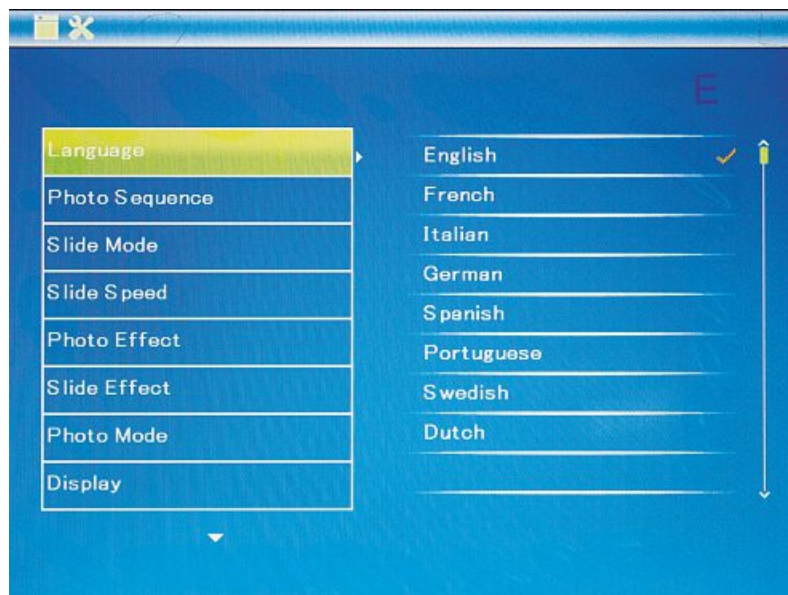 E
Language
Photo Sequence
Slide Mode
Slide Speed
Photo Effect
Slide Effect
Photo Mode
Display
English
French
Italian
German
Spanish
Portuguese
Swedish
Dutch